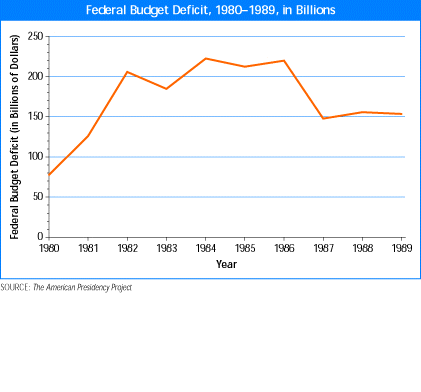 Federal Budget Deficit, 1980–1989, in Billions
Federal Budget Deficit (in Billions of Dollars)
250
200
150
100
50
0
1980 1981 1982 1983 1984 1985 1986 1987 1988 1989
Year
SOURCE: The American Presidency Project